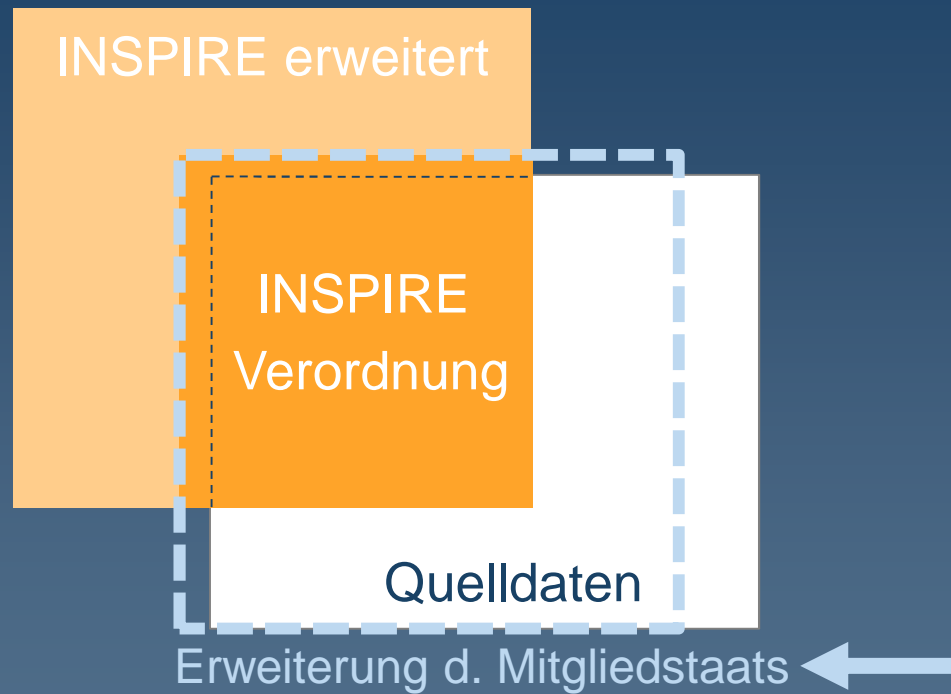 INSPIRE erweitert
INSPIRE
Verordnung
Quelldaten
Erweiterung d. Mitgliedstaats